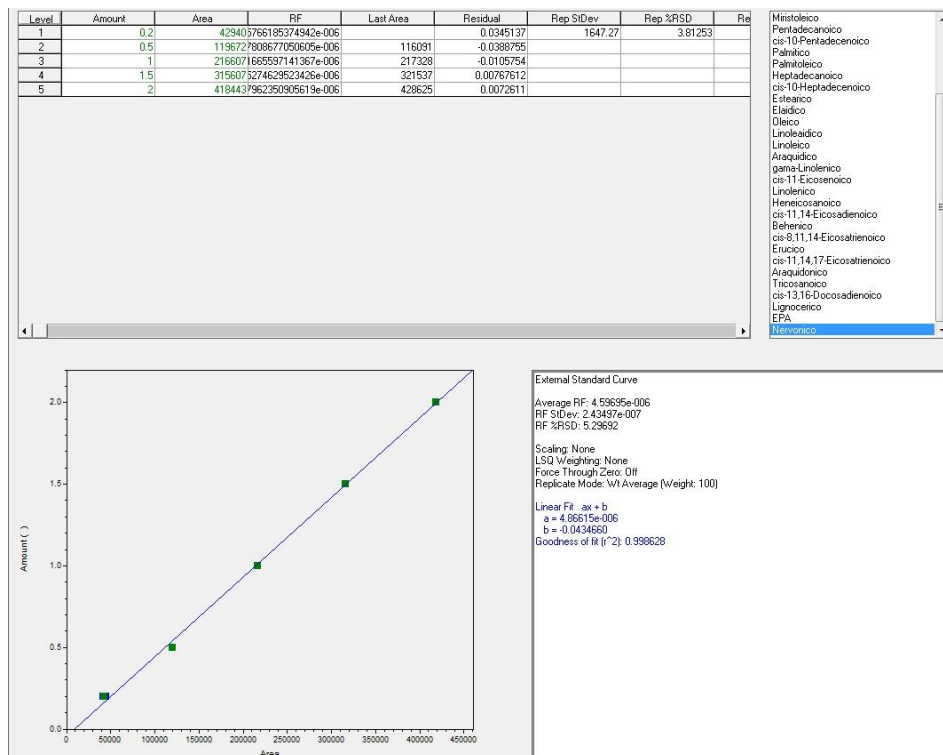 Level Amount Area RF Last Area Residual Rep StDev Rep %RSD Re
1 0.2 42940 5766185374942e-006 0.0345137 1647.27 3.81253
2 0.5 119672 7808677050605e-006 116091 -0.0388755
3 1 216607 1665597141367e-006 217328 -0.0105754
4 1.5 315607 5274629523426e-006 321537 0.00767612
5 2 418443 7962350905619e-006 428625 0.0072611
Miristoleico
Pentadecanoico
cis-10-Pentadecenoico
Palmitico
Palmitoleico
Heptadecanoico
cis-10-Heptadecenoico
Estearico
Elaidico
Oleico
Linoleaidico
Linoleico
Araquidico
gama-Linolenico
cis-11-Eicosenoico
Linolenico
Heneicosanoico
cis-11,14-Eicosadienoico
Behenico
cis-8,11,14-Eicosatrienoico
Erucico
cis-11,14,17-Eicosatrienoico
Araquidonico
Tricosanoico
cis-13,16-Docosadienoico
Lignocerico
EPA
Nervonico
2.0
1.5
1.0
0.5
0.0
Amount ( )
0 50000 100000 150000 200000 250000 300000 350000 400000 450000
Area
External Standard Curve
Average RF: 4.59695e-006
RF StDev: 2.43497e-007
RF %RSD: 5.29692
Scaling: None
LSQ Weighting: None
Force Through Zero: Off
Replicate Mode: Wt Average (Weight: 100)
Linear Fit ax + b
a = 4.86615e-006
b = -0.0434660
Goodness of fit (r^2): 0.998628